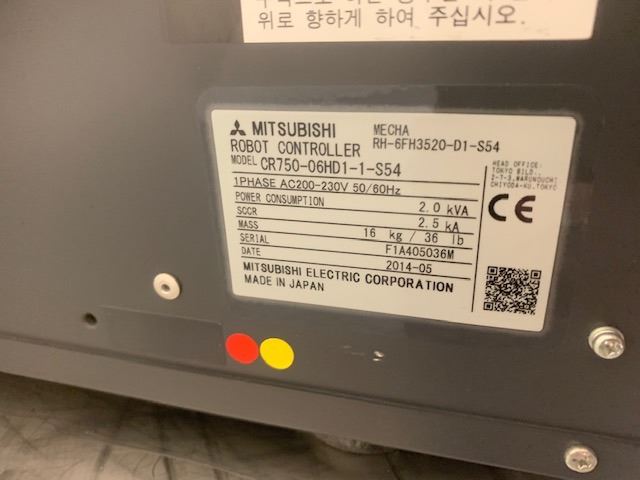 위로 향하게 하여 주십시오.
MITSUBISHI
ROBOT CONTROLLER
MECHA
RH-6FH3520-D1-S54
MODEL CR750-06HD1-1-S54
1PHASE AC200-230V 50/60Hz
POWER CONSUMPTION 2.0 kVA
SCCR 2.5 kA
MASS 16 kg / 36 lb
SERIAL F1A405036M
DATE 2014-05
MITSUBISHI ELECTRIC CORPORATION
MADE IN JAPAN
HEAD OFFICE:
TOKYO BILD.,
2-7-3, MARUNOUCHI
CHIYODA-KU, TOKYO
CE